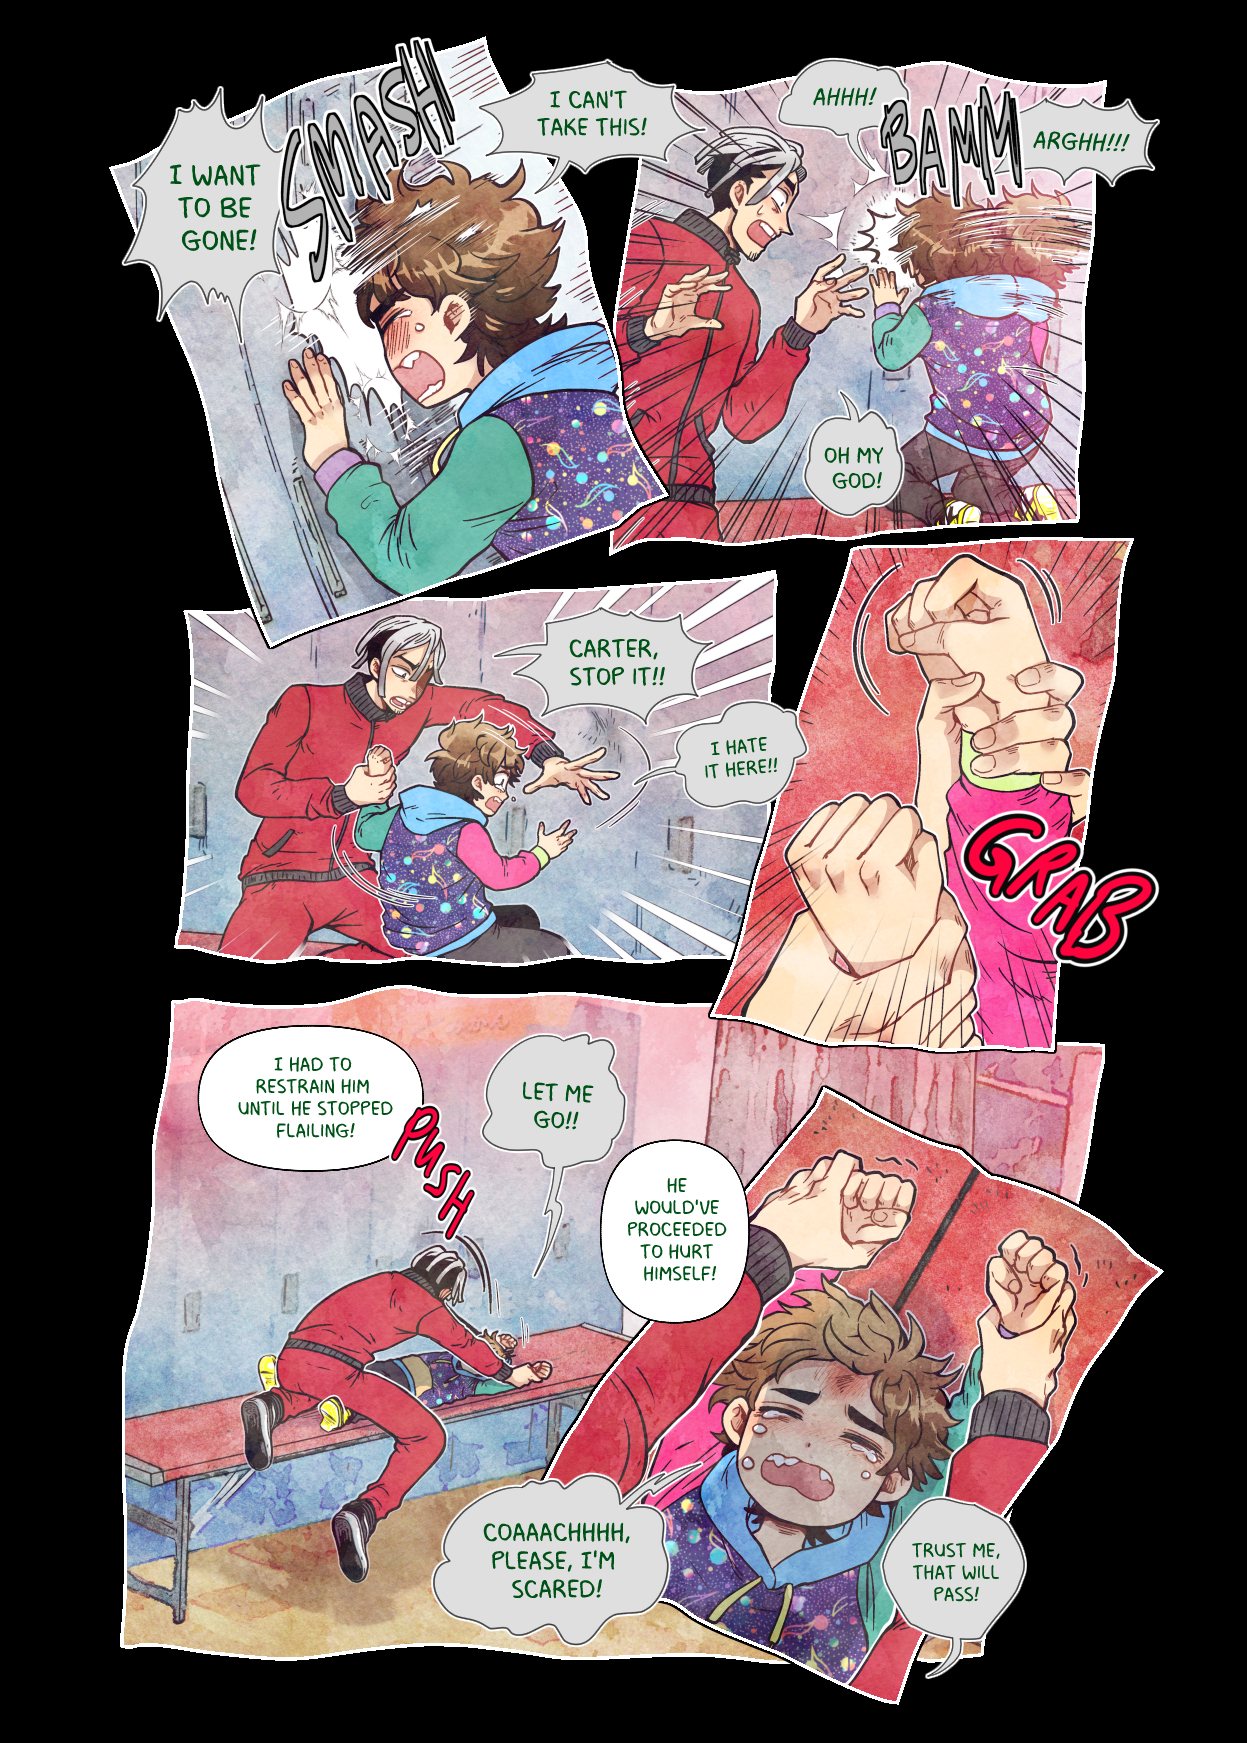 I WANT
TO BE
GONE!
SMASH
I CAN'T
TAKE THIS!
AHHH!
BAMM
ARGHH!!!
OH MY
GOD!
CARTER,
STOP IT!!
I HATE
IT HERE!!
GRAB
I HAD TO
RESTRAIN HIM
UNTIL HE STOPPED
FLAILING!
PUSH
LET ME
GO!!
HE
WOULD'VE
PROCEEDED
TO HURT
HIMSELF!
COAAACHHHH,
PLEASE, I'M
SCARED!
TRUST ME,
THAT WILL
PASS!